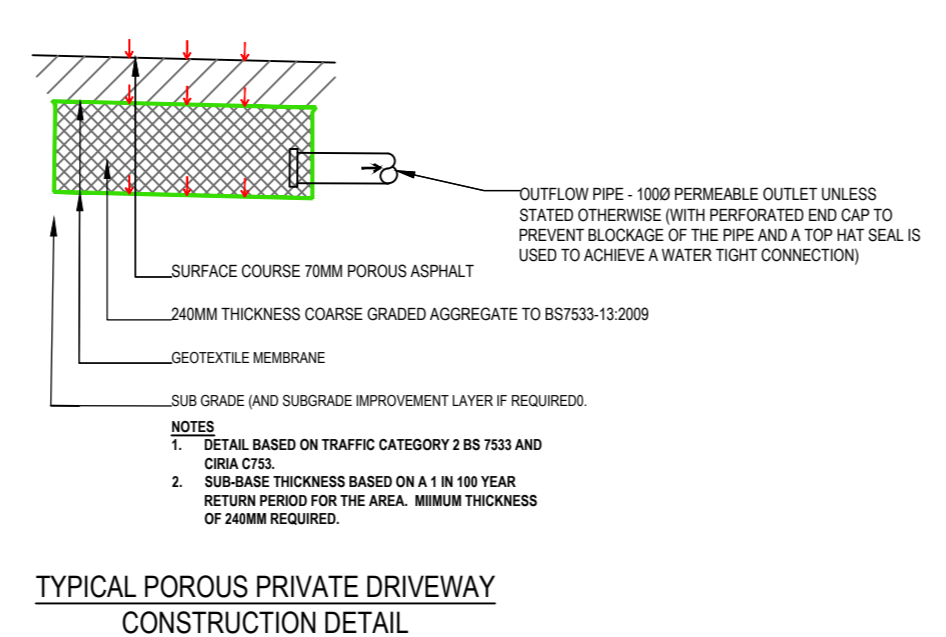 OUTFLOW PIPE - 100Ø PERMEABLE OUTLET UNLESS
STATED OTHERWISE (WITH PERFORATED END CAP TO
PREVENT BLOCKAGE OF THE PIPE AND A TOP HAT SEAL IS
USED TO ACHIEVE A WATER TIGHT CONNECTION)
SURFACE COURSE 70MM POROUS ASPHALT
240MM THICKNESS COARSE GRADED AGGREGATE TO BS7533-13:2009
GEOTEXTILE MEMBRANE
SUB GRADE (AND SUBGRADE IMPROVEMENT LAYER IF REQUIRED0.
NOTES
1. DETAIL BASED ON TRAFFIC CATEGORY 2 BS 7533 AND
CIRIA C753.
2. SUB-BASE THICKNESS BASED ON A 1 IN 100 YEAR
RETURN PERIOD FOR THE AREA. MIIMUM THICKNESS
OF 240MM REQUIRED.
TYPICAL POROUS PRIVATE DRIVEWAY
CONSTRUCTION DETAIL